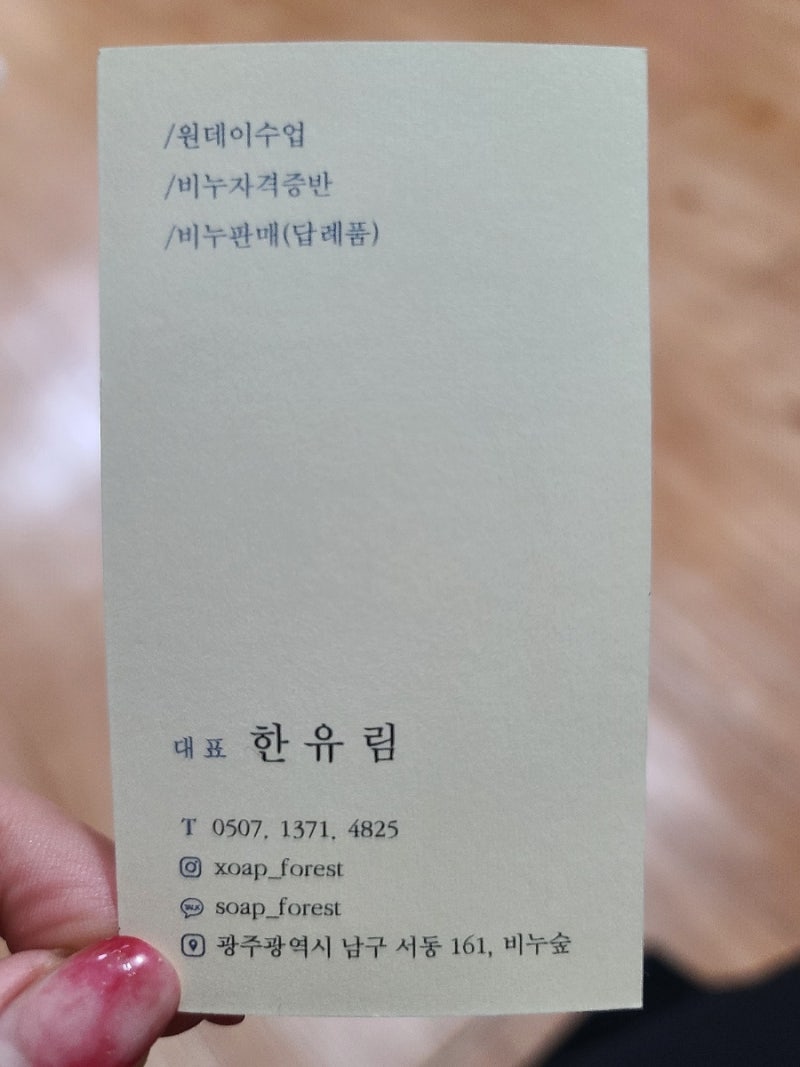 /원데이수업
/비누자격증반
/비누판매(답례품)
대표 한유림
T 0507. 1371. 4825
xoap_forest
TALK soap_forest
광주광역시 남구 서동 161, 비누숲